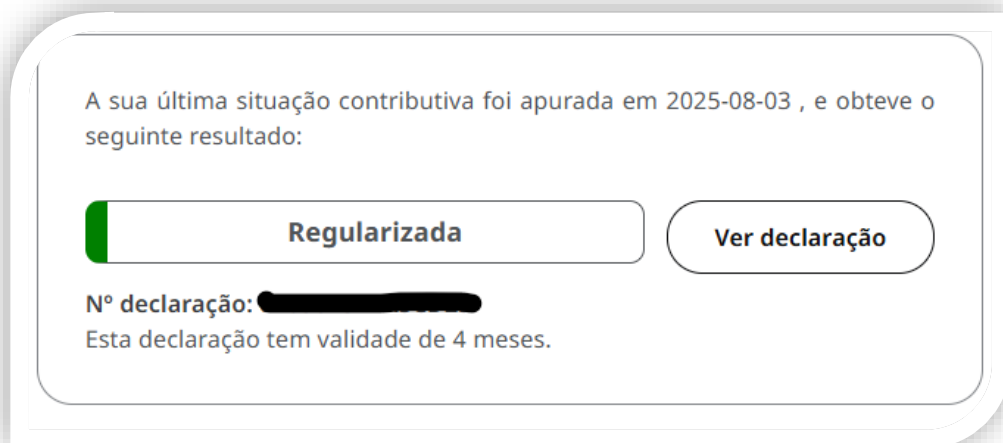 A sua última situação contributiva foi apurada em 2025-08-03 , e obteve o
seguinte resultado:
Regularizada
Ver declaração
Nº declaração:
Esta declaração tem validade de 4 meses.